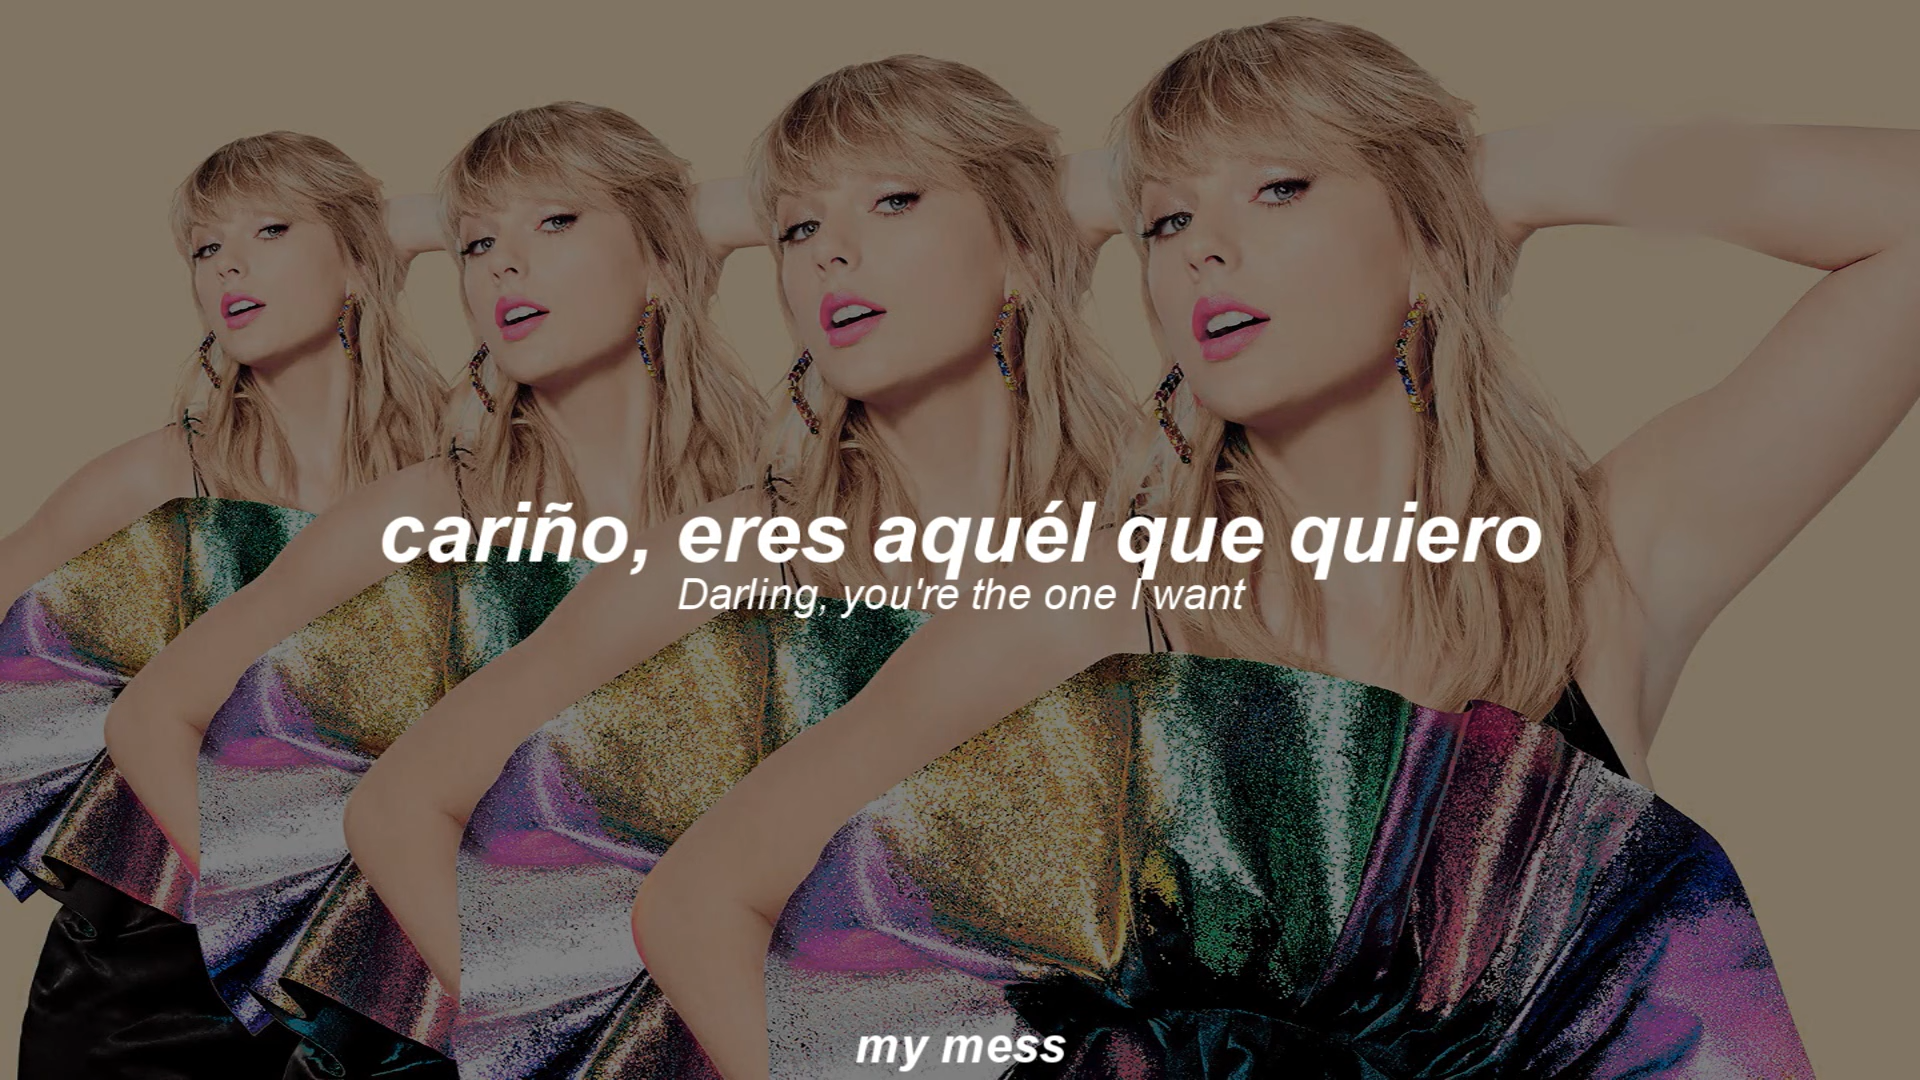 cariño, eres aquél que quiero
Darling, you're the one I want
my mess